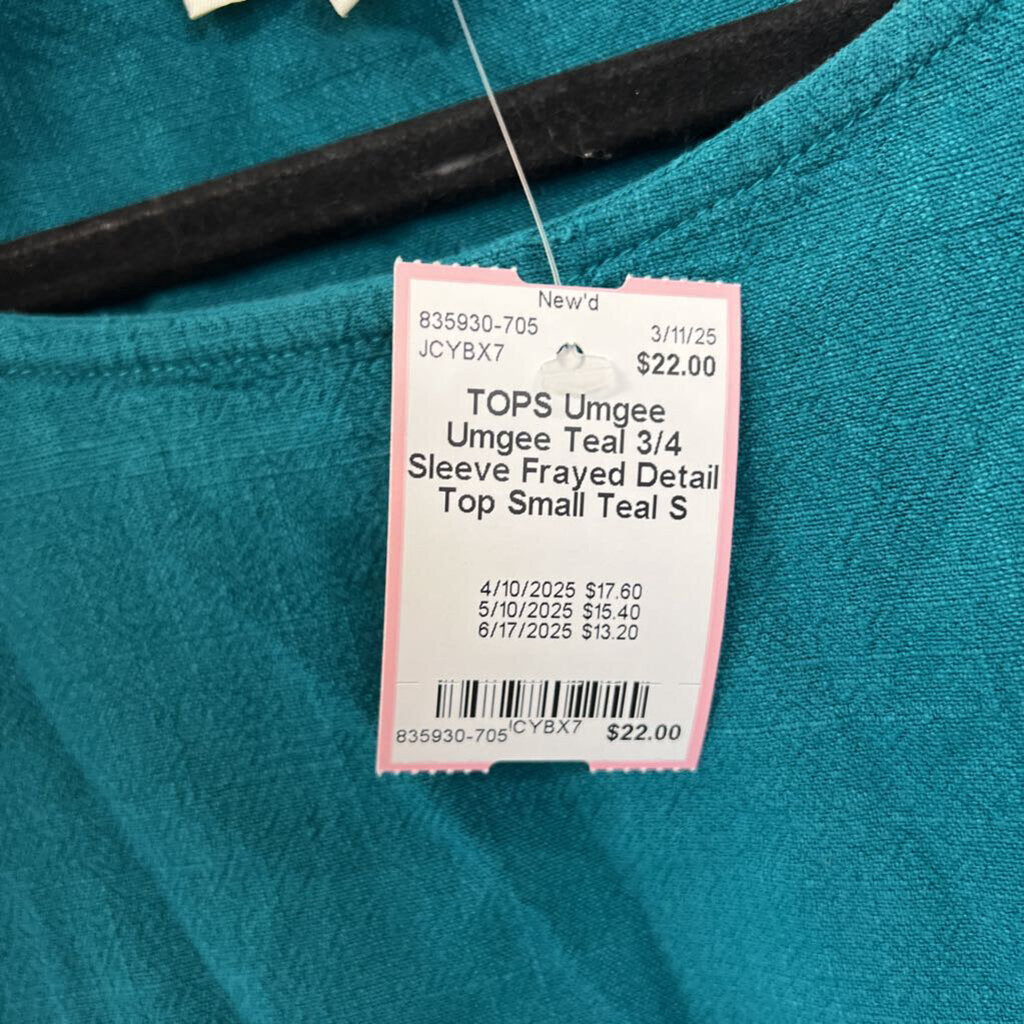 New'd
835930-705 3/11/25
JCYBX7 $22.00
TOPS Umgee
Umgee Teal 3/4
Sleeve Frayed Detail
Top Small Teal S
4/10/2025 $17.60
5/10/2025 $15.40
6/17/2025 $13.20
835930-705 JCYBX7 $22.00